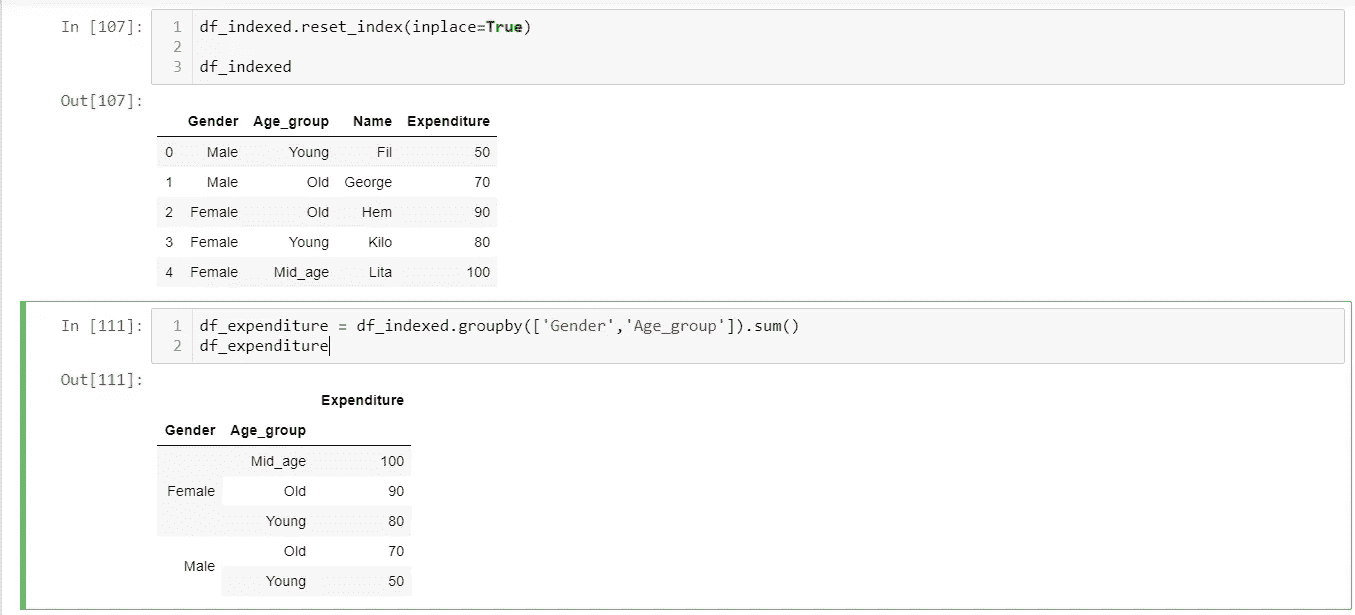 In [107]:
1 df_indexed.reset_index(inplace=True)
2
3 df_indexed
Out[107]:
Gender Age_group Name Expenditure
0 Male Young Fil 50
1 Male Old George 70
2 Female Old Hem 90
3 Female Young Kilo 80
4 Female Mid_age Lita 100
In [111]:
1 df_expenditure = df_indexed.groupby(['Gender','Age_group']).sum()
2 df_expenditure
Out[111]:
Expenditure
Gender Age_group
Mid_age 100
Female Old 90
Young 80
Old 70
Male
Young 50